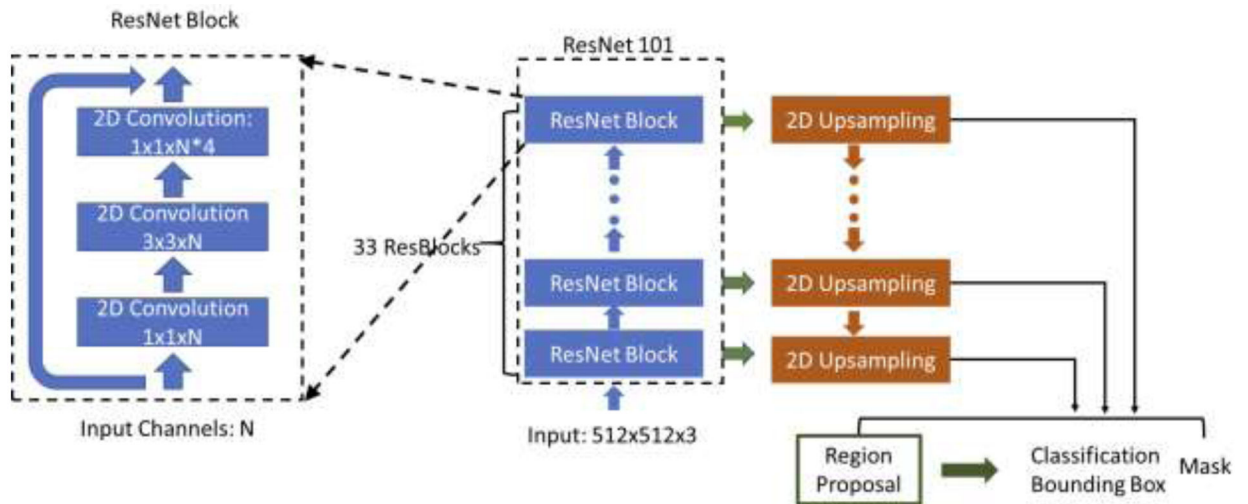 ResNet Block
2D Convolution:
1x1xN*4
2D Convolution
3x3xN
2D Convolution
1x1xN
Input Channels: N
ResNet 101
ResNet Block
33 ResBlocks
ResNet Block
ResNet Block
Input: 512x512x3
2D Upsampling
2D Upsampling
2D Upsampling
Region
Proposal
Classification
Bounding Box
Mask